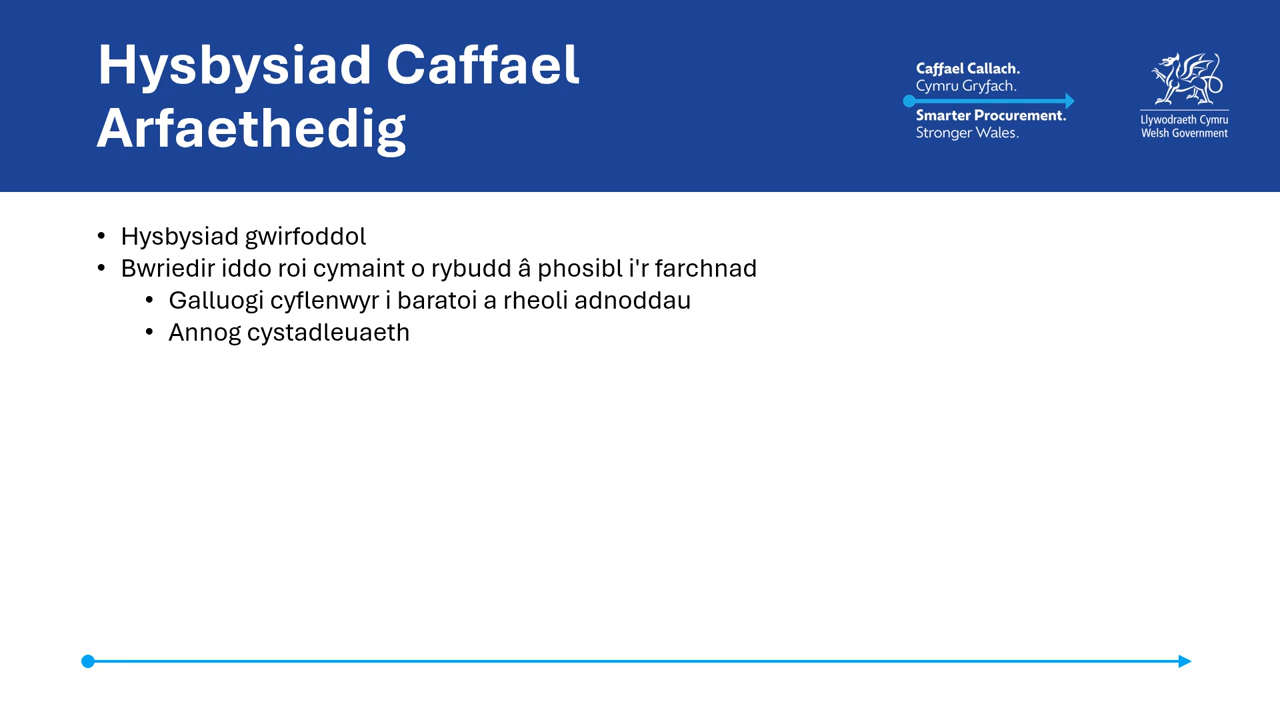 Hysbysiad Caffael
Arfaethedig
Caffael Callach.
Cymru Gryfach.
Smarter Procurement.
Stronger Wales.
Llywodraeth Cymru
Welsh Government
• Hysbysiad gwirfoddol
• Bwriedir iddo roi cymaint o rybudd â phosibl i'r farchnad
• Galluogi cyflenwyr i baratoi a rheoli adnoddau
• Annog cystadleuaeth